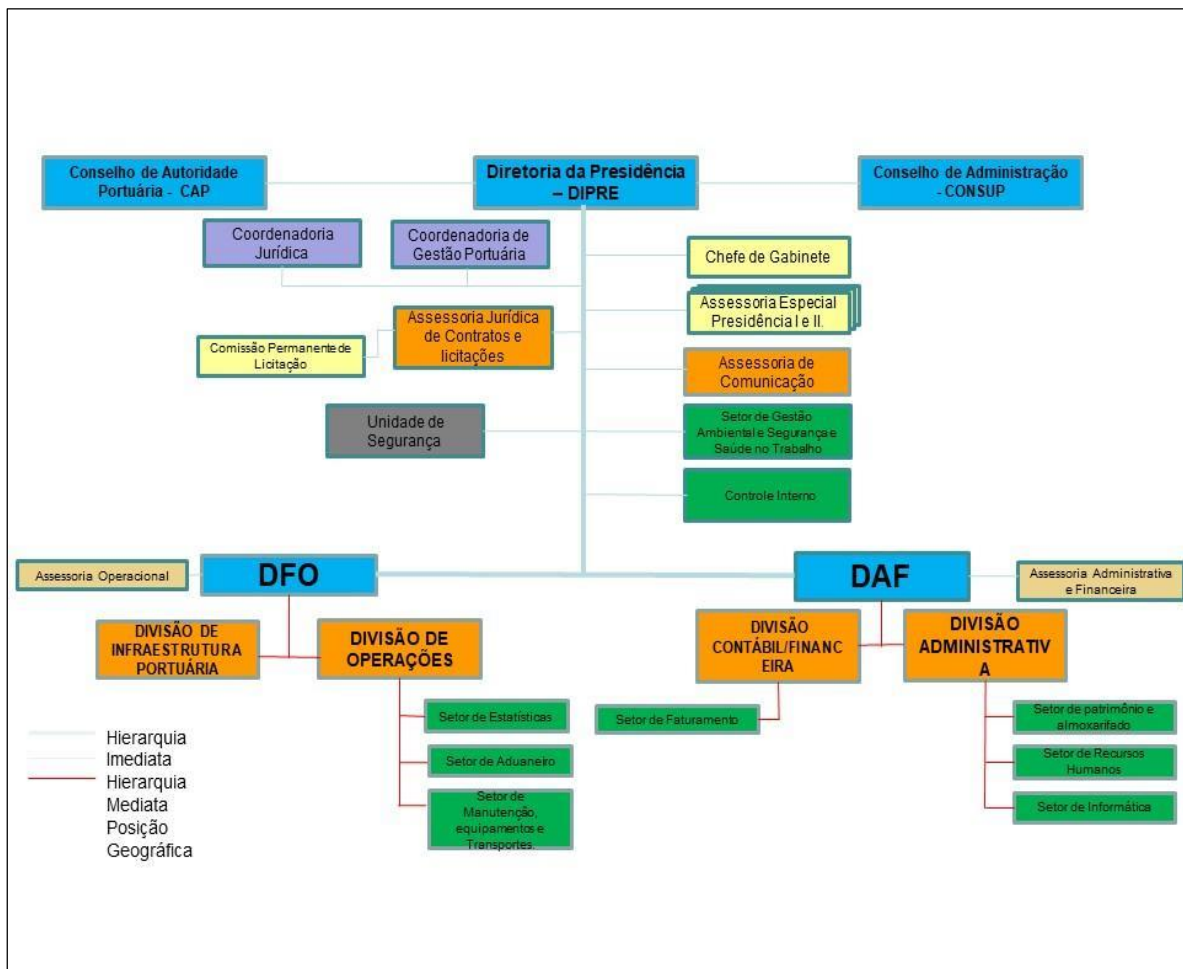 Conselho de Autoridade
Portuária - CAP
Diretoria da Presidência
– DIPRE
Conselho de Administração
- CONSUP
Coordenadoria
Jurídica
Coordenadoria de
Gestão Portuária
Chefe de Gabinete
Assessoria Especial
Presidência I e II.
Assessoria Jurídica
de Contratos e
licitações
Comissão Permanente de
Licitação
Assessoria de
Comunicação
Unidade de
Segurança
Setor de Gestão
Ambiental e Segurança e
Saúde no Trabalho
Controle Interno
Assessoria Operacional
DFO
DAF
Assessoria Administrativa
e Financeira
DIVISÃO DE
INFRAESTRUTURA
PORTUÁRIA
DIVISÃO DE
OPERAÇÕES
DIVISÃO
CONTÁBIL/FINANC
EIRA
DIVISÃO
ADMINISTRATIV
A
Setor de Estatísticas
Setor de Aduaneiro
Setor de
Manutenção,
equipamentos e
Transportes.
Setor de Faturamento
Setor de patrimônio e
almoxarifado
Setor de Recursos
Humanos
Setor de Informática
Hierarquia
Imediata
Hierarquia
Mediata
Posição
Geográfica